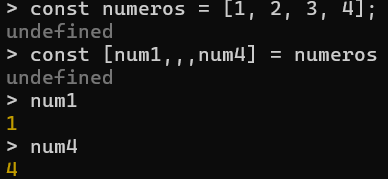 > const numeros = [1, 2, 3, 4];
undefined
> const [num1,,,num4] = numeros
undefined
> num1
1
> num4
4